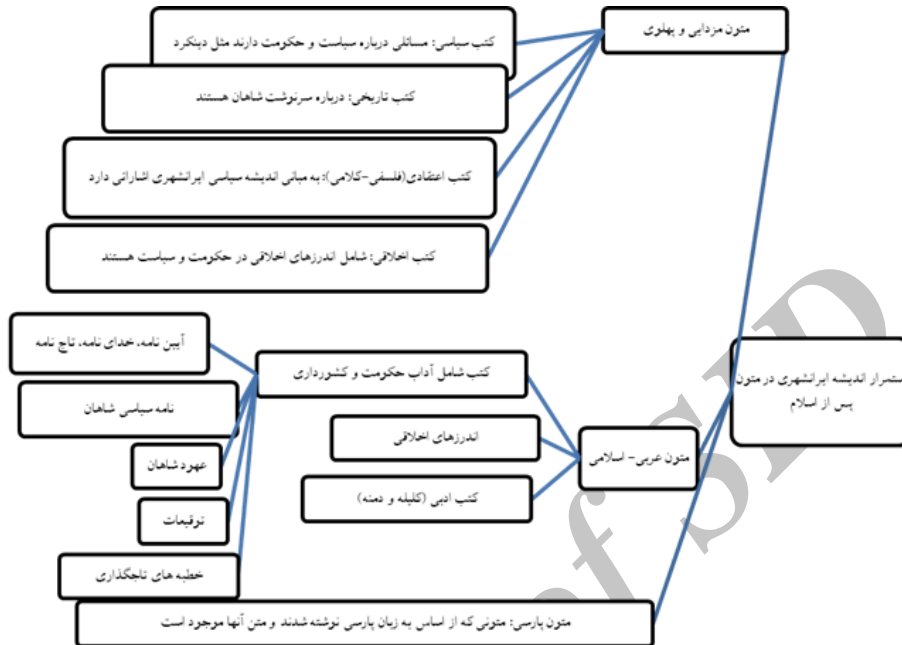 متون مزدایی و پهلوی
کتب سیاسی: مسائلی درباره سیاست و حکومت دارند مثل دینکرد
کتب تاریخی: درباره سرنوشت شاهان هستند
کتب اعتقادی(فلسفی-کلامی): به مبانی اندیشه سیاسی ایرانشهری اشاراتی دارد
کتب اخلاقی: شامل اندرزهای اخلاقی در حکومت و سیاست هستند
ستمرار اندیشه ایرانشهری در متون
پس از اسلام
متون عربی- اسلامی
کتب شامل آداب حکومت و کشورداری
اندرزهای اخلاقی
کتب ادبی (کلیله و دمنه)
آیین نامه، خدای نامه، تاج نامه
نامه سیاسی شاهان
عهود شاهان
توقیعات
خطبه های تاجگذاری
متون پارسی: متونی که از اساس به زبان پارسی نوشته شدند و متن آنها موجود است
of SID